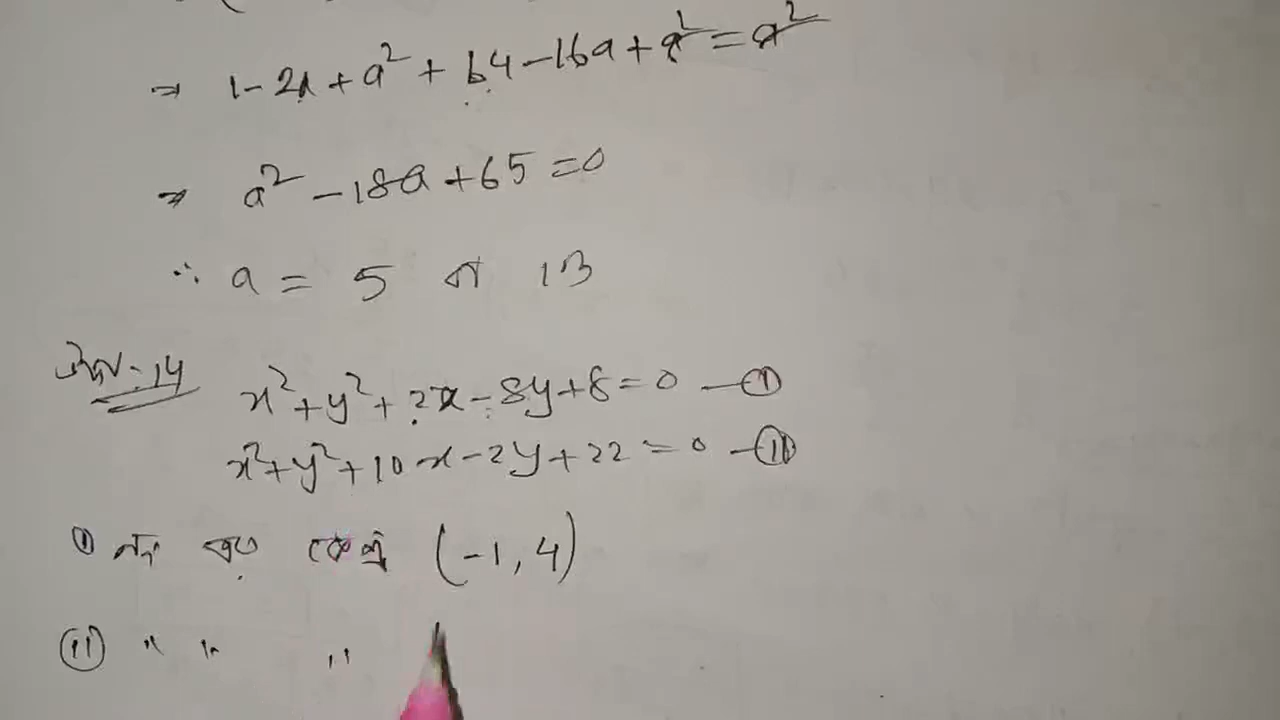 ⇒ 1-2a+a²+64-16a+a²=a²
⇒ a²-18a+65=0
∴ a = 5 বা 13
উদা:-14 x²+y²+2x-8y+8=0 —(i)
x²+y²+10x-2y+22=0 —(ii)
(i) নং বৃত্ত কেন্দ্র (-1, 4)
(ii) " " "